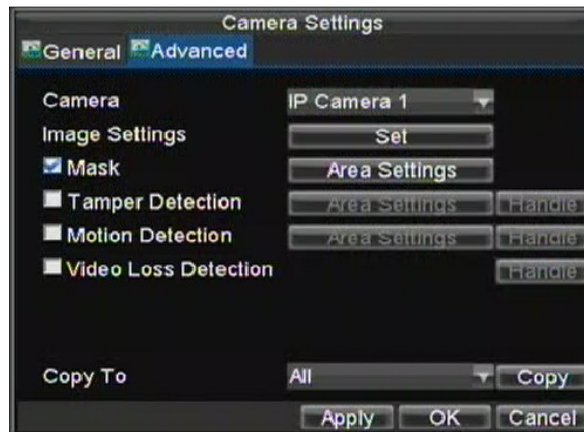 Camera Settings
General Advanced
Camera IP Camera 1
Image Settings Set
Mask Area Settings
Tamper Detection Area Settings Handle
Motion Detection Area Settings Handle
Video Loss Detection Handle
Copy To All Copy
Apply OK Cancel